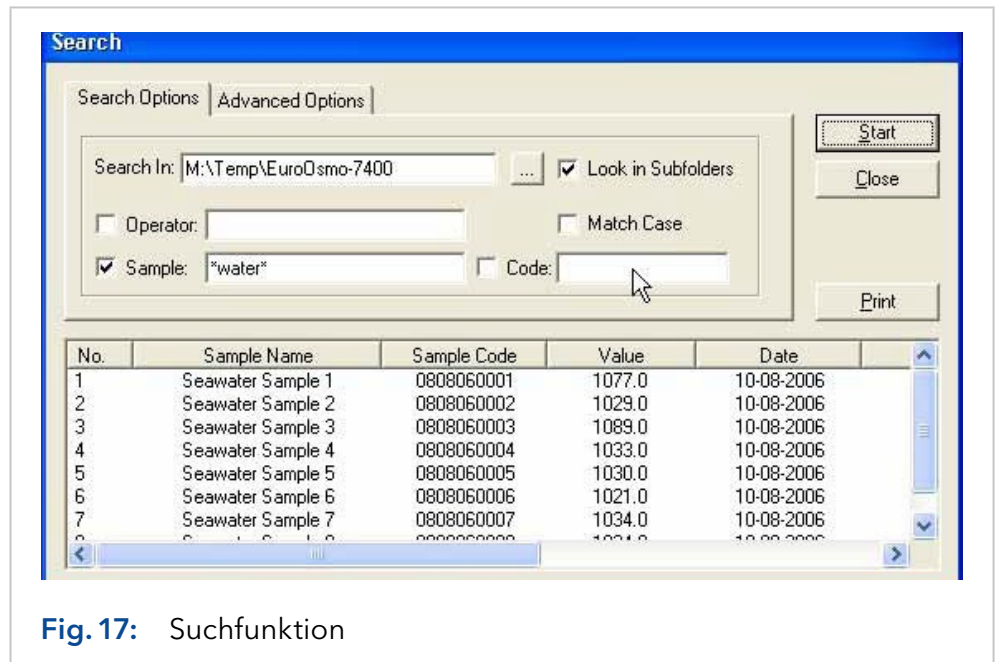 Search
Search Options Advanced Options
Start
Search In: M:\Temp\EuroOsmo-7400 ... Look in Subfolders
Close
Operator: Match Case
Sample: *water* Code:
Print
No. Sample Name Sample Code Value Date
1 Seawater Sample 1 0808060001 1077.0 10-08-2006
2 Seawater Sample 2 0808060002 1029.0 10-08-2006
3 Seawater Sample 3 0808060003 1089.0 10-08-2006
4 Seawater Sample 4 0808060004 1033.0 10-08-2006
5 Seawater Sample 5 0808060005 1030.0 10-08-2006
6 Seawater Sample 6 0808060006 1021.0 10-08-2006
7 Seawater Sample 7 0808060007 1034.0 10-08-2006
Fig. 17: Suchfunktion